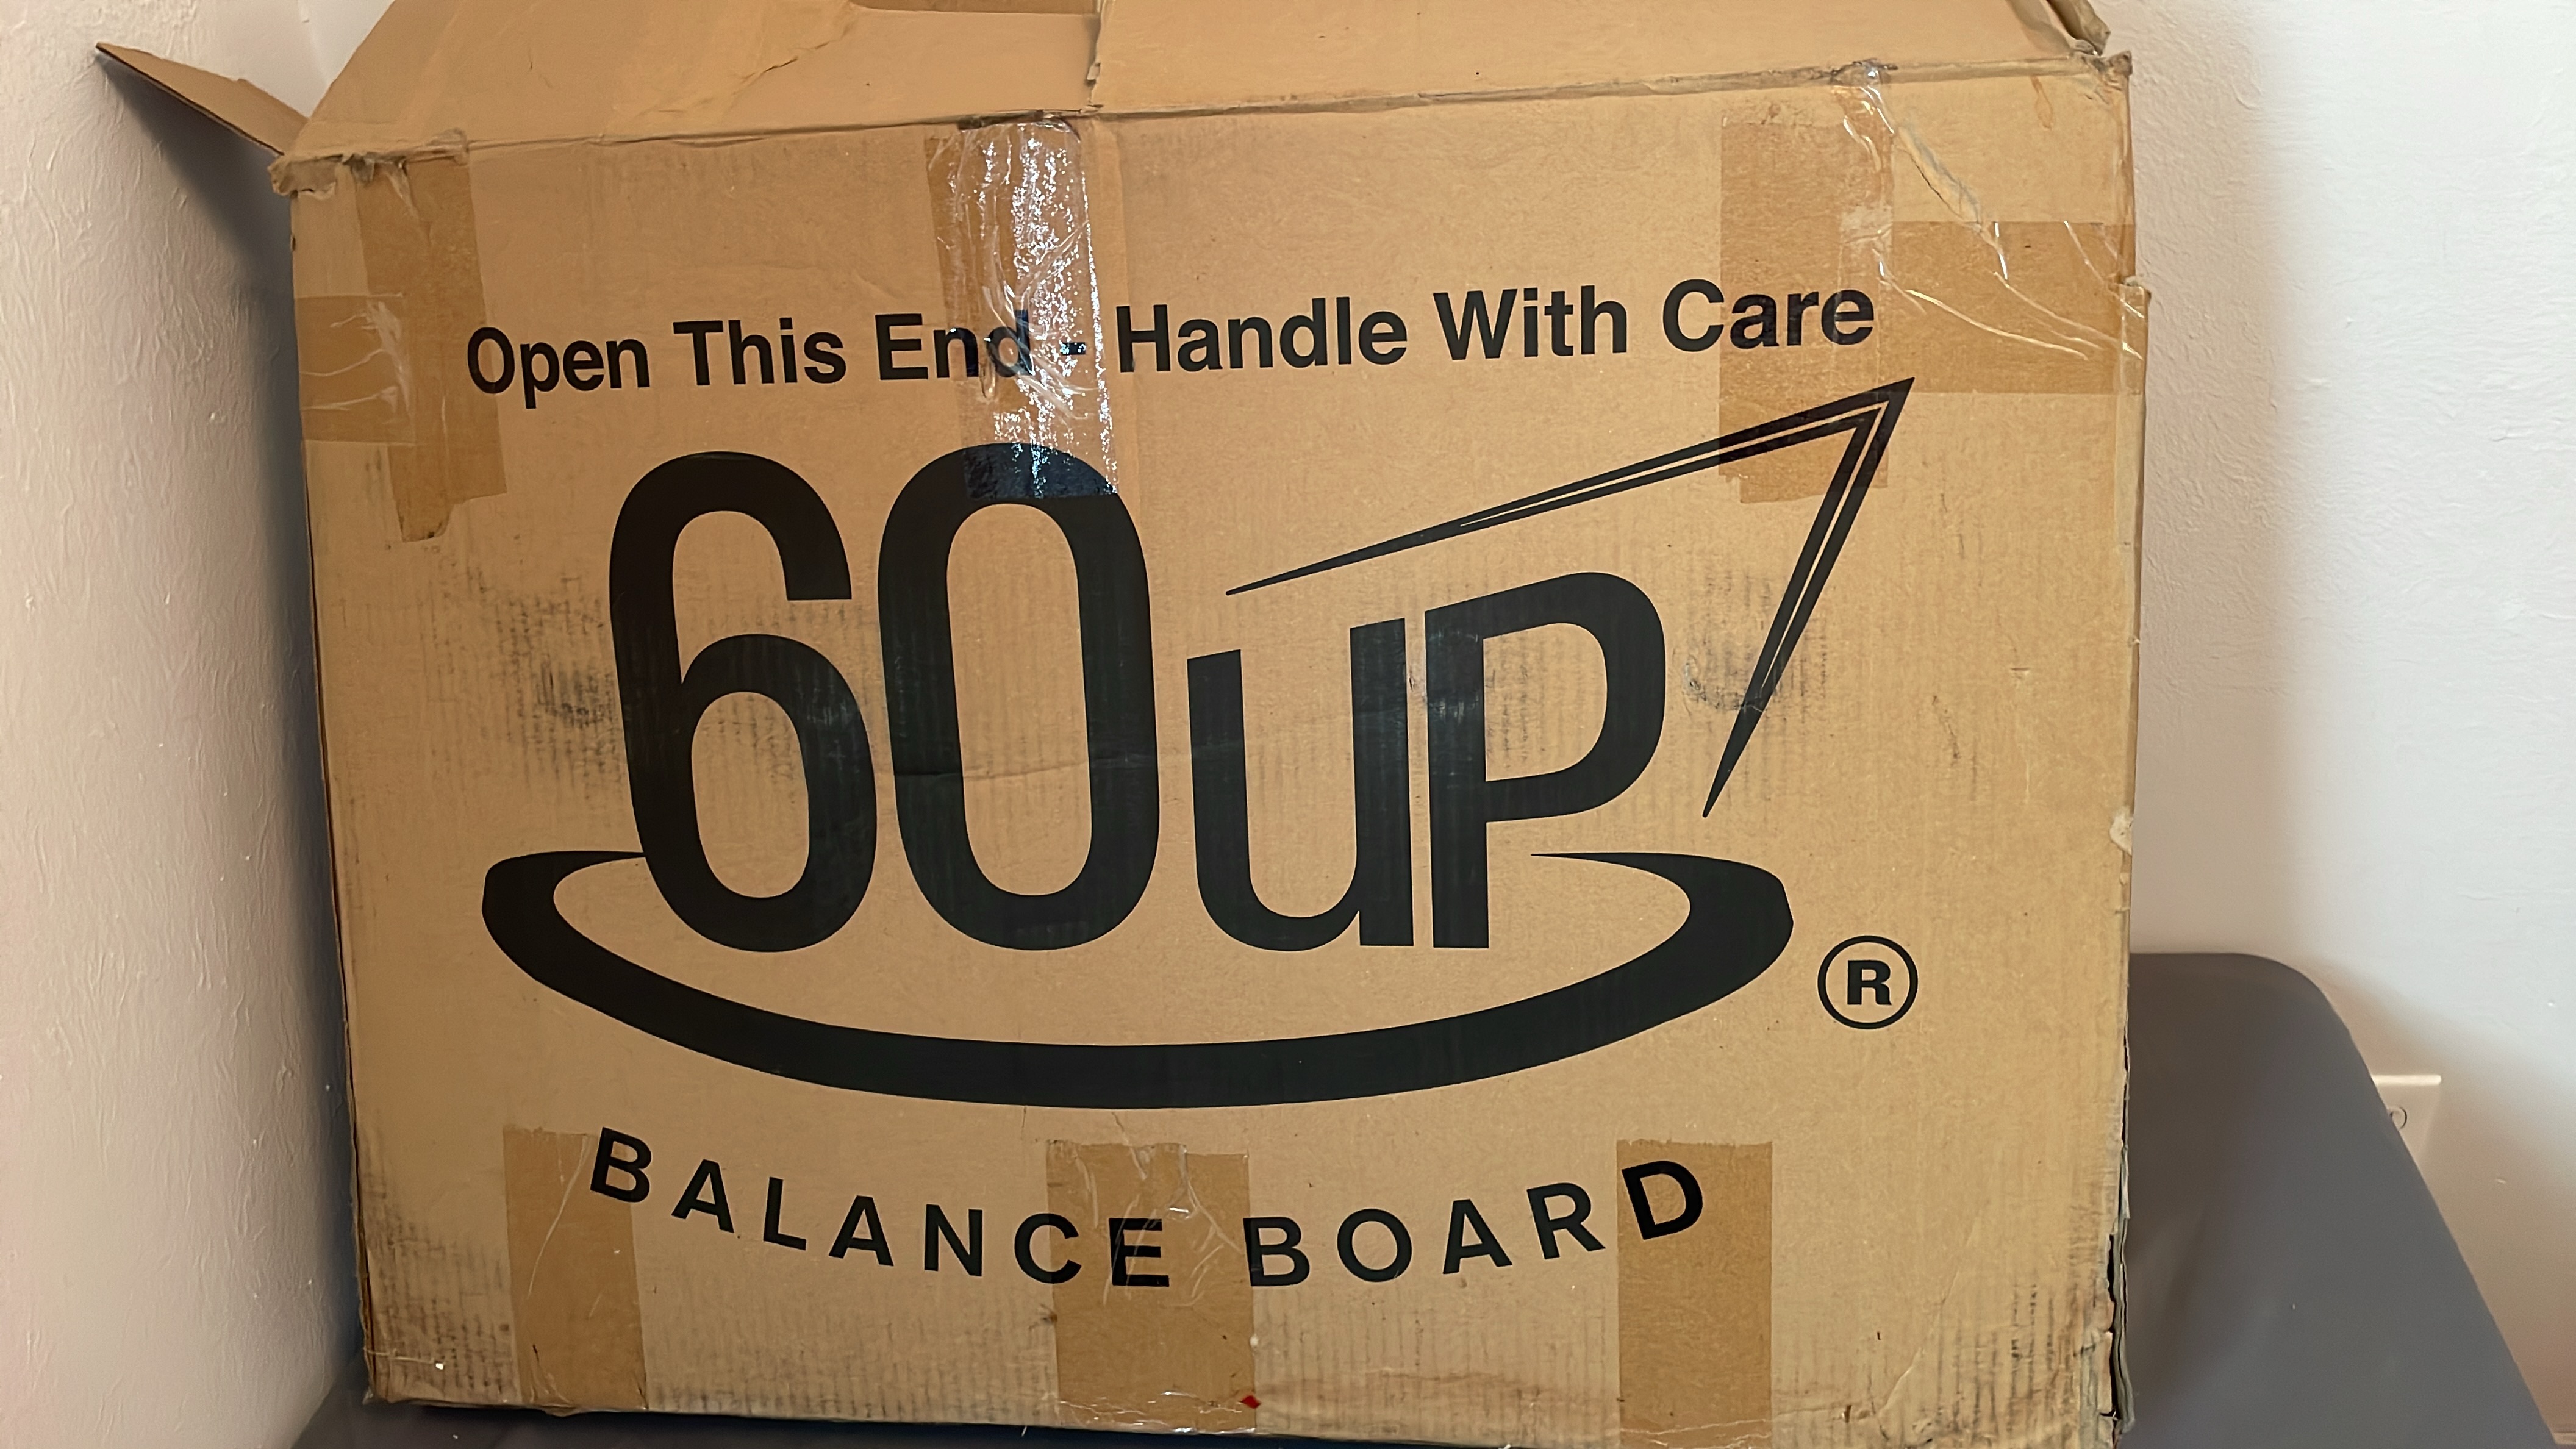 Open This End - Handle With Care
60uP
®
BALANCE BOARD